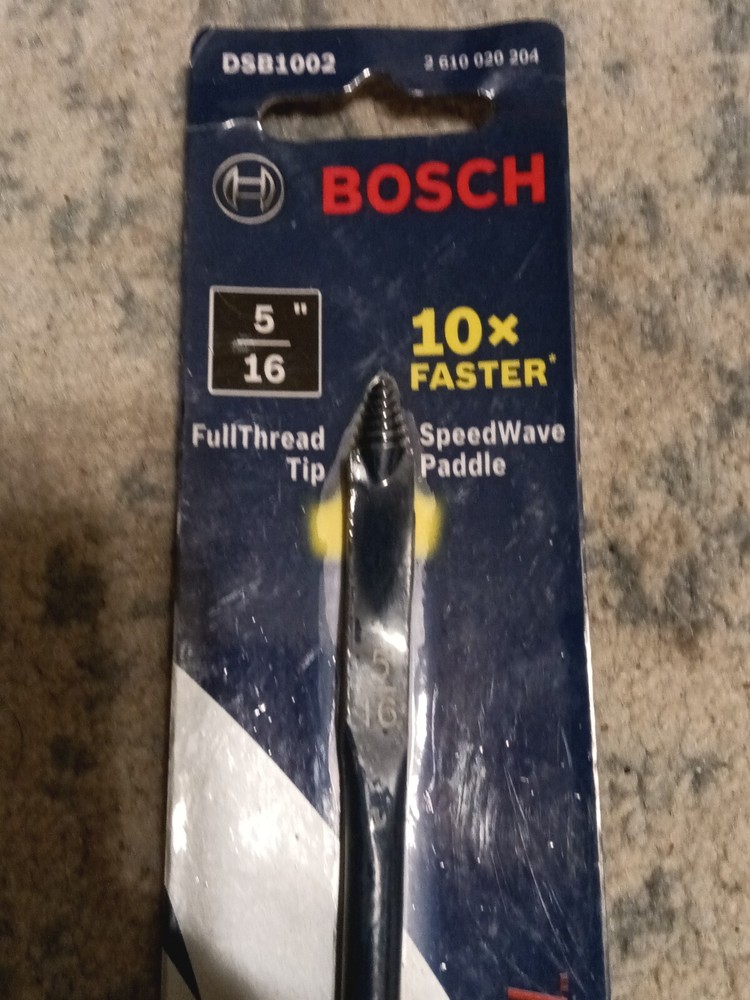 DSB1002
2 610 020 204
BOSCH
5 "
16
10×
FASTER*
FullThread
Tip
SpeedWave
Paddle
5
16